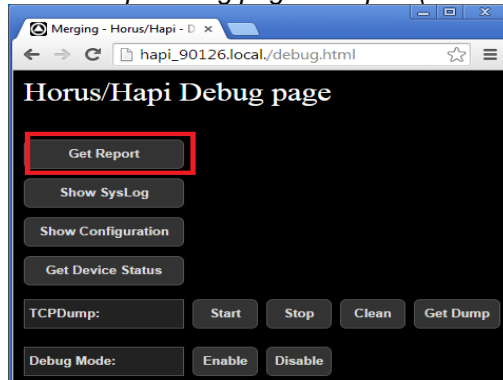 Merging - Horus/Hapi - D
hapi_90126.local./debug.html
Horus/Hapi Debug page
Get Report
Show SysLog
Show Configuration
Get Device Status
TCPDump: Start Stop Clean Get Dump
Debug Mode: Enable Disable